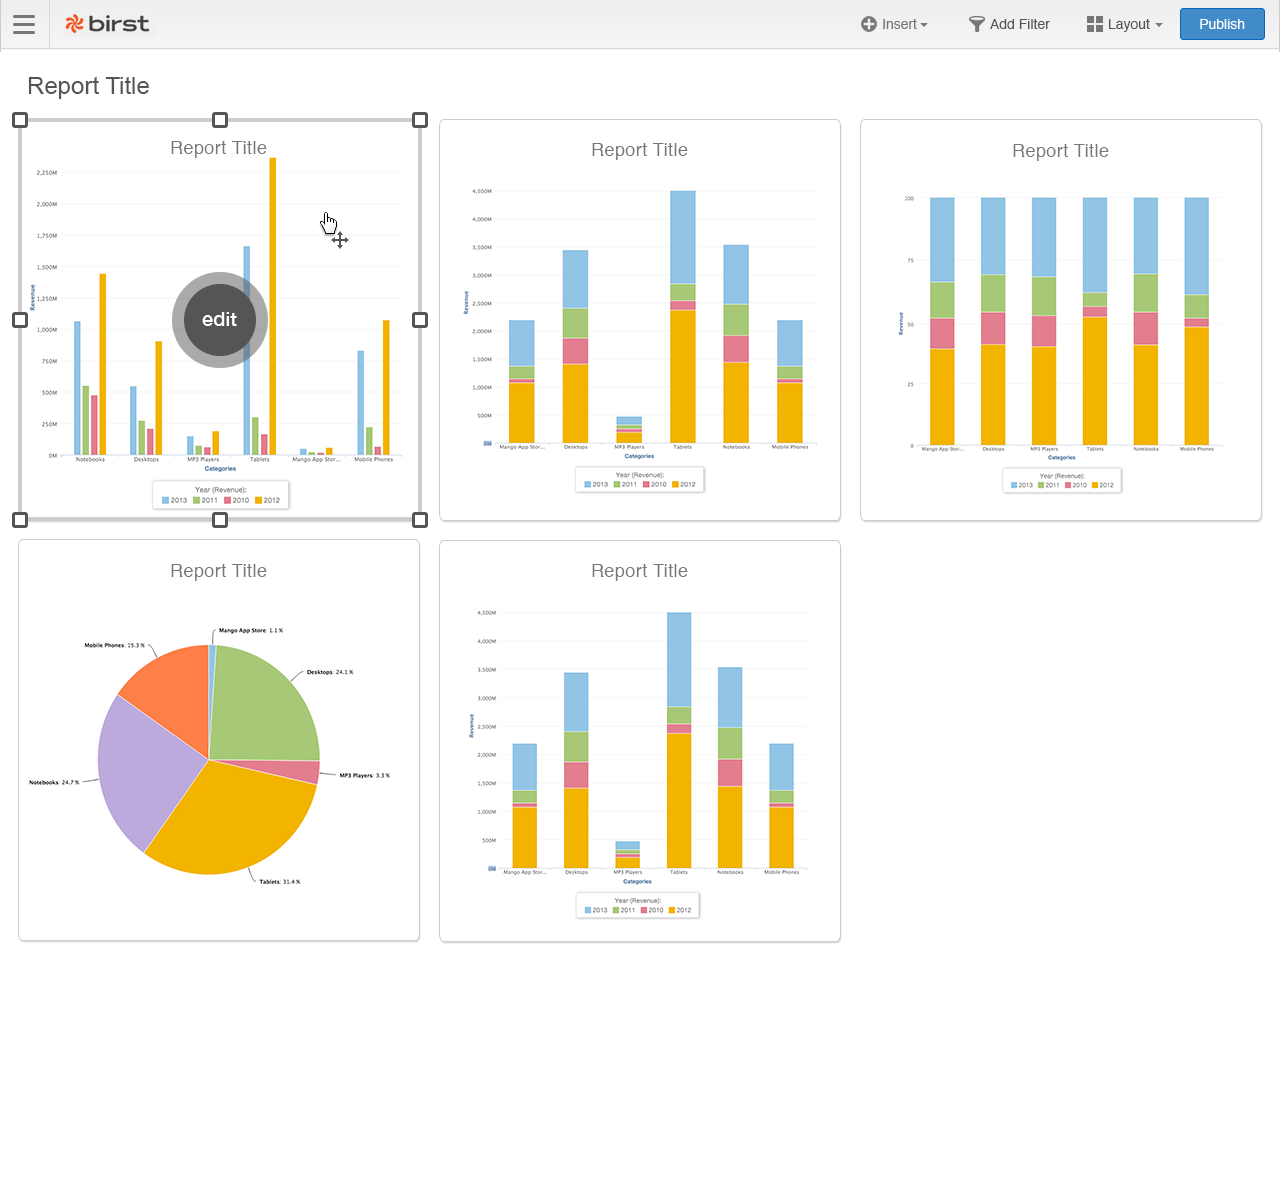 birst
Insert
Add Filter
Layout
Publish
Report Title
Report Title
2,250M
2,000M
1,750M
1,500M
1,250M
1,000M
750M
500M
250M
0M
Revenue
edit
Notebooks
Desktops
MP3 Players
Tablets
Mango App Stor...
Mobile Phones
Categories
Year (Revenue):
2013 2011 2010 2012
Report Title
4,500M
4,000M
3,500M
3,000M
2,500M
2,000M
1,500M
1,000M
500M
0M
Revenue
Mango App Stor...
Desktops
MP3 Players
Tablets
Notebooks
Mobile Phones
Categories
Year (Revenue):
2013 2011 2010 2012
Report Title
100
75
50
25
0
Revenue
Mango App Stor...
Desktops
MP3 Players
Tablets
Notebooks
Mobile Phones
Categories
Year (Revenue):
2013 2011 2010 2012
Report Title
Mango App Store: 1.1 %
Mobile Phones: 15.3 %
Desktops: 24.1 %
MP3 Players: 3.3 %
Notebooks: 24.7 %
Tablets: 31.4 %
Report Title
4,500M
4,000M
3,500M
3,000M
2,500M
2,000M
1,500M
1,000M
500M
0M
Revenue
Mango App Stor...
Desktops
MP3 Players
Tablets
Notebooks
Mobile Phones
Categories
Year (Revenue):
2013 2011 2010 2012